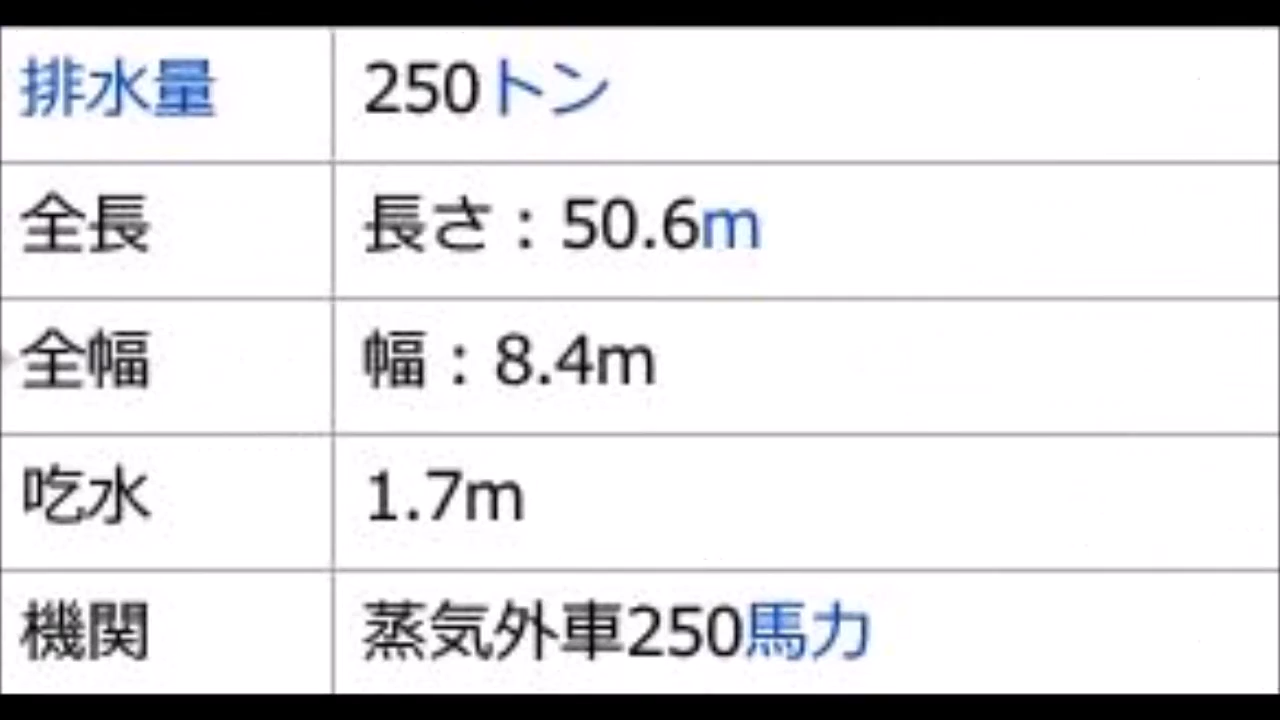 排水量 250トン
全長 長さ：50.6m
全幅 幅：8.4m
吃水 1.7m
機関 蒸気外車250馬力